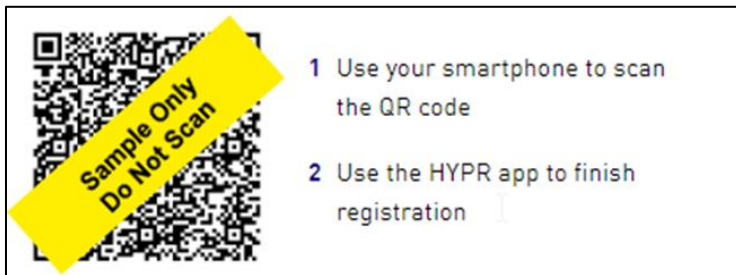 Sample Only
Do Not Scan
1 Use your smartphone to scan
the QR code
2 Use the HYPR app to finish
registration